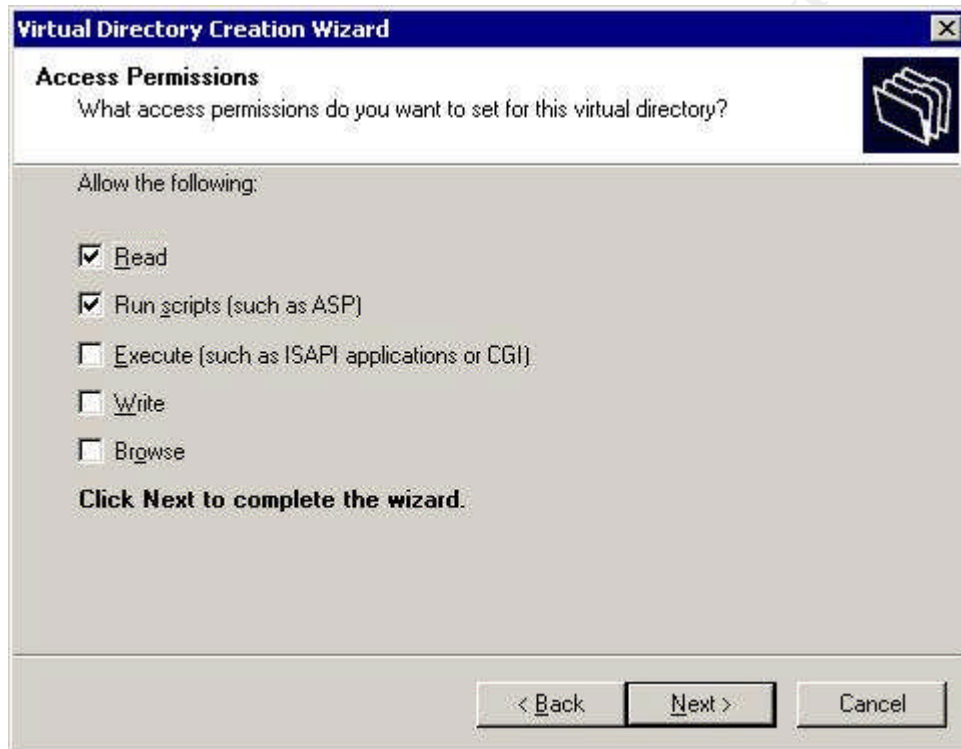 Virtual Directory Creation Wizard
Access Permissions
What access permissions do you want to set for this virtual directory?
Allow the following:
Read
Run scripts (such as ASP)
Execute (such as ISAPI applications or CGI)
Write
Browse
Click Next to complete the wizard.
< Back Next > Cancel